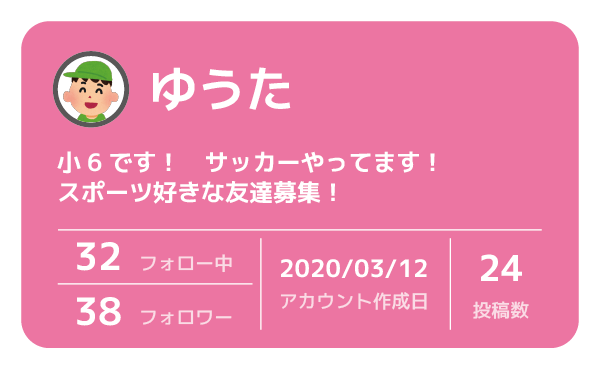 ゆうた
小６です！　サッカーやってます！
スポーツ好きな友達募集！
32 フォロー中
38 フォロワー
2020/03/12
アカウント作成日
24
投稿数